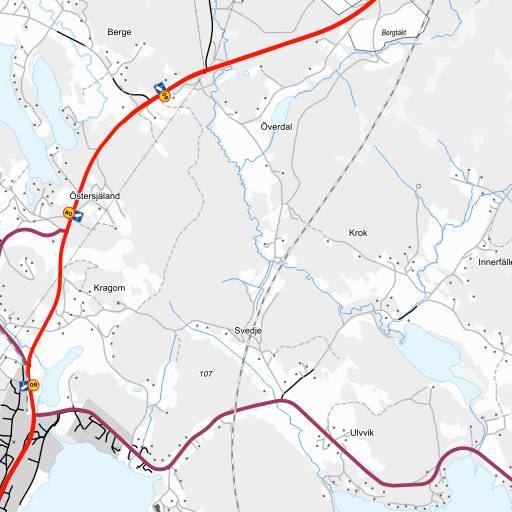 Berge
Bergtäkt
Överdal
Östersjäland
Krok
Innerfälle
Kragom
Svedje
107
Ulvvik